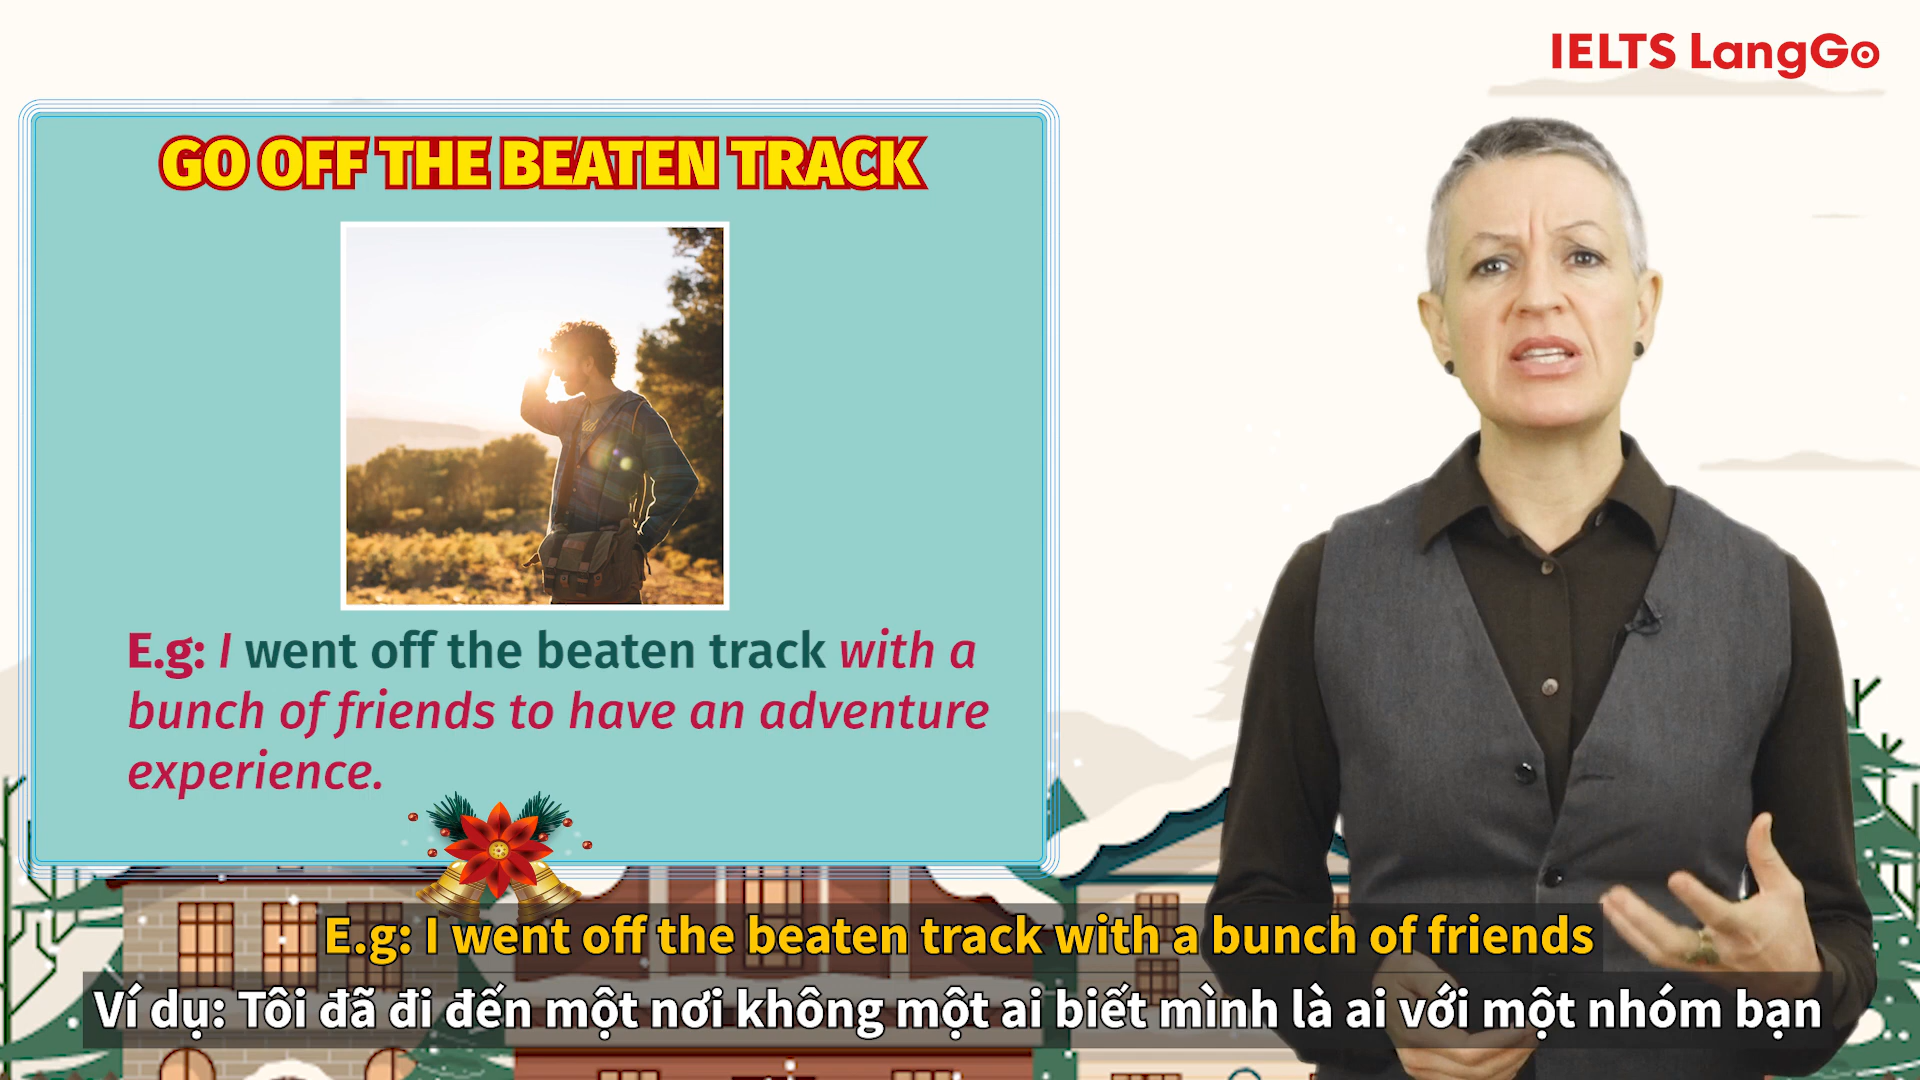 IELTS LangGo
GO OFF THE BEATEN TRACK
E.g: I went off the beaten track with a
bunch of friends to have an adventure
experience.
E.g: I went off the beaten track with a bunch of friends
Ví dụ: Tôi đã đi đến một nơi không một ai biết mình là ai với một nhóm bạn